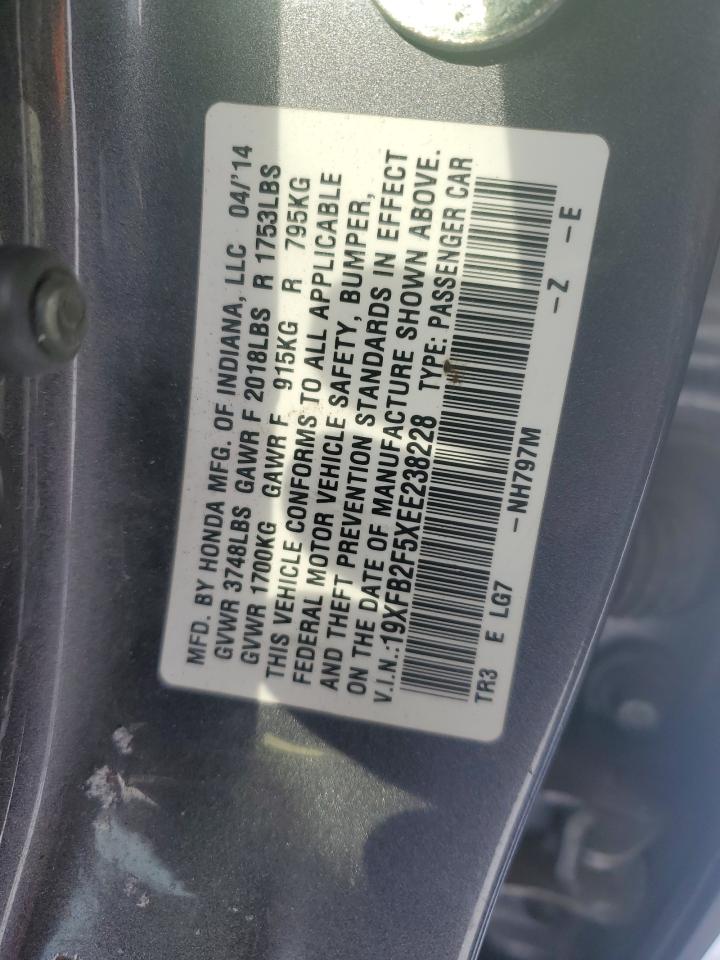 MFD. BY HONDA MFG. OF INDIANA, LLC 04/'14
GVWR 3748LBS GAWR F 2018LBS R 1753LBS
GVWR 1700KG GAWR F 915KG R 795KG
THIS VEHICLE CONFORMS TO ALL APPLICABLE
FEDERAL MOTOR VEHICLE SAFETY, BUMPER,
AND THEFT PREVENTION STANDARDS IN EFFECT
ON THE DATE OF MANUFACTURE SHOWN ABOVE.
V.I.N.:19XFB2F5XEE238228 TYPE: PASSENGER CAR
TR3 E LG7 -NH797M -Z -E